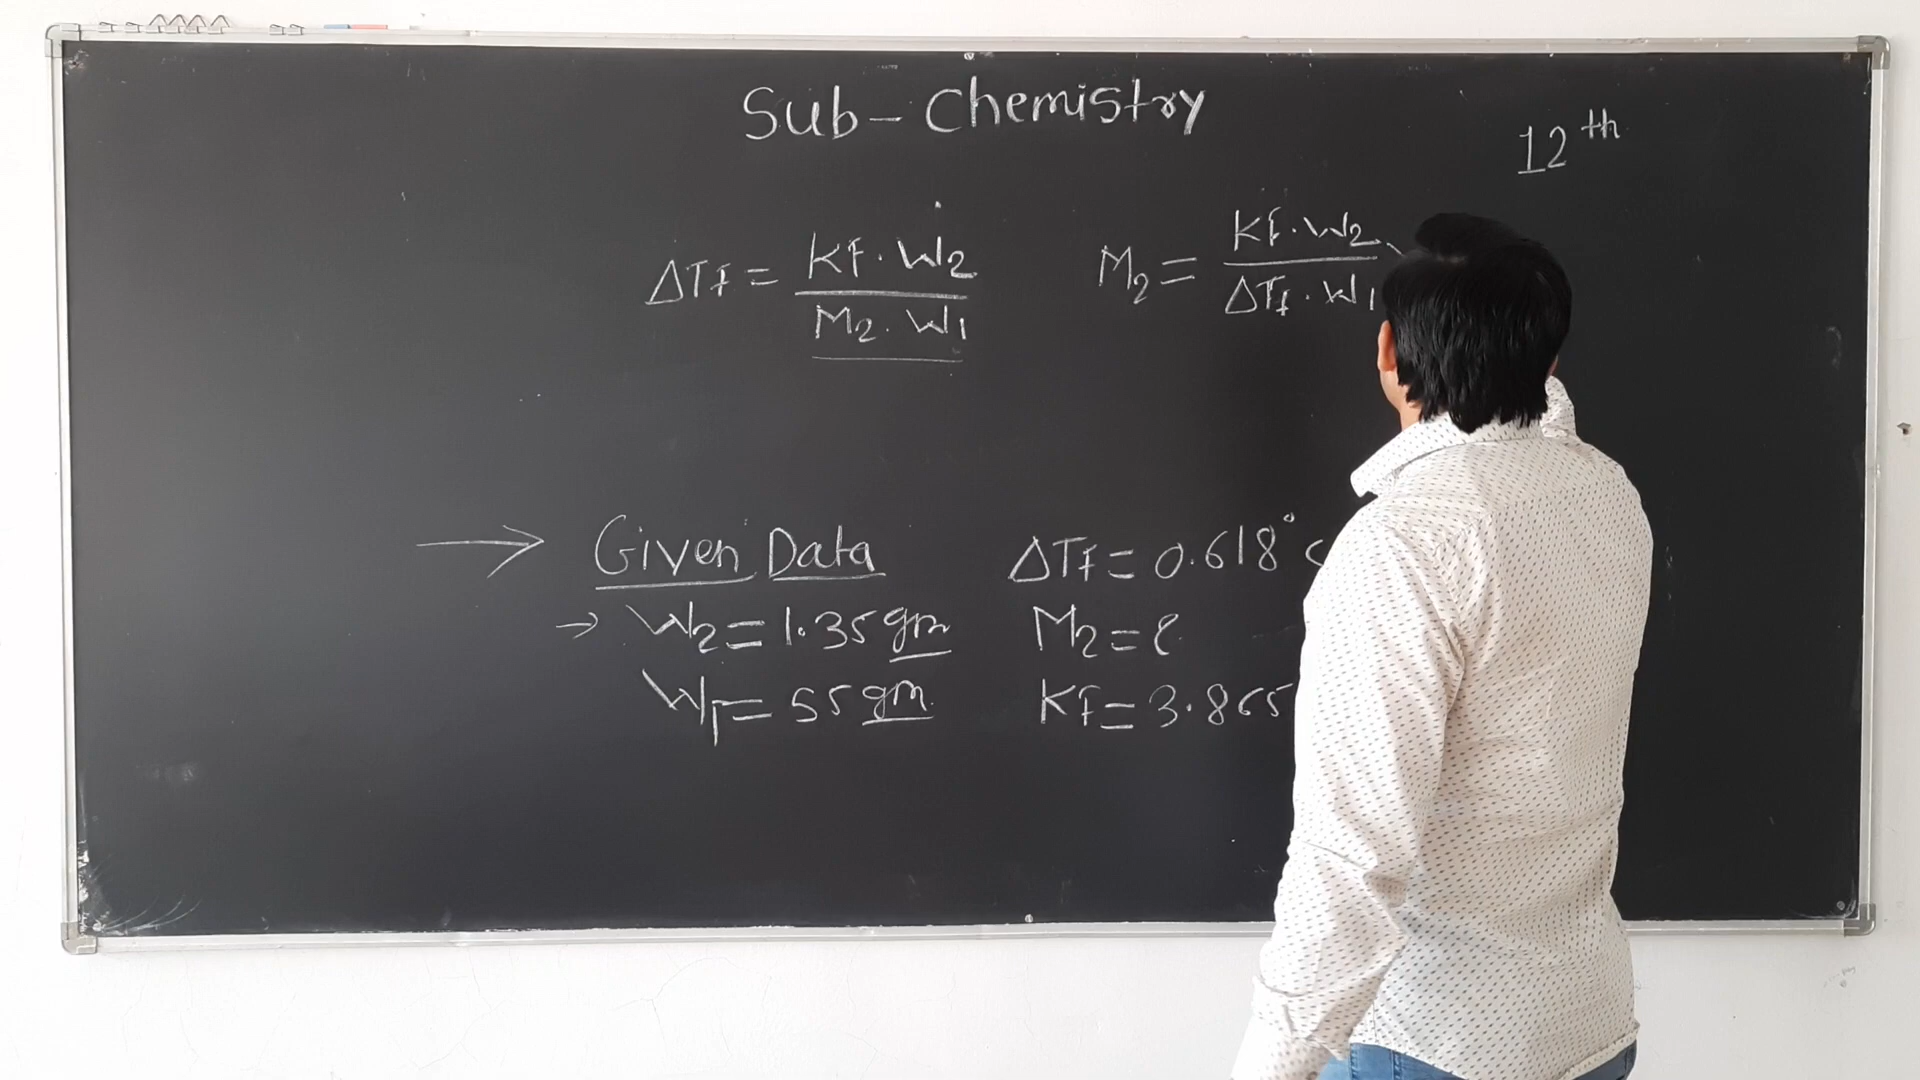 Sub - Chemistry
12th
ΔTf = Kf . W2 / M2 . W1
M2 = Kf . W2 / ΔTf . W1
→ Given Data
ΔTf = 0.618°c
→ W2 = 1.35 gm
M2 = ?
W1 = 55 gm.
Kf = 3.865